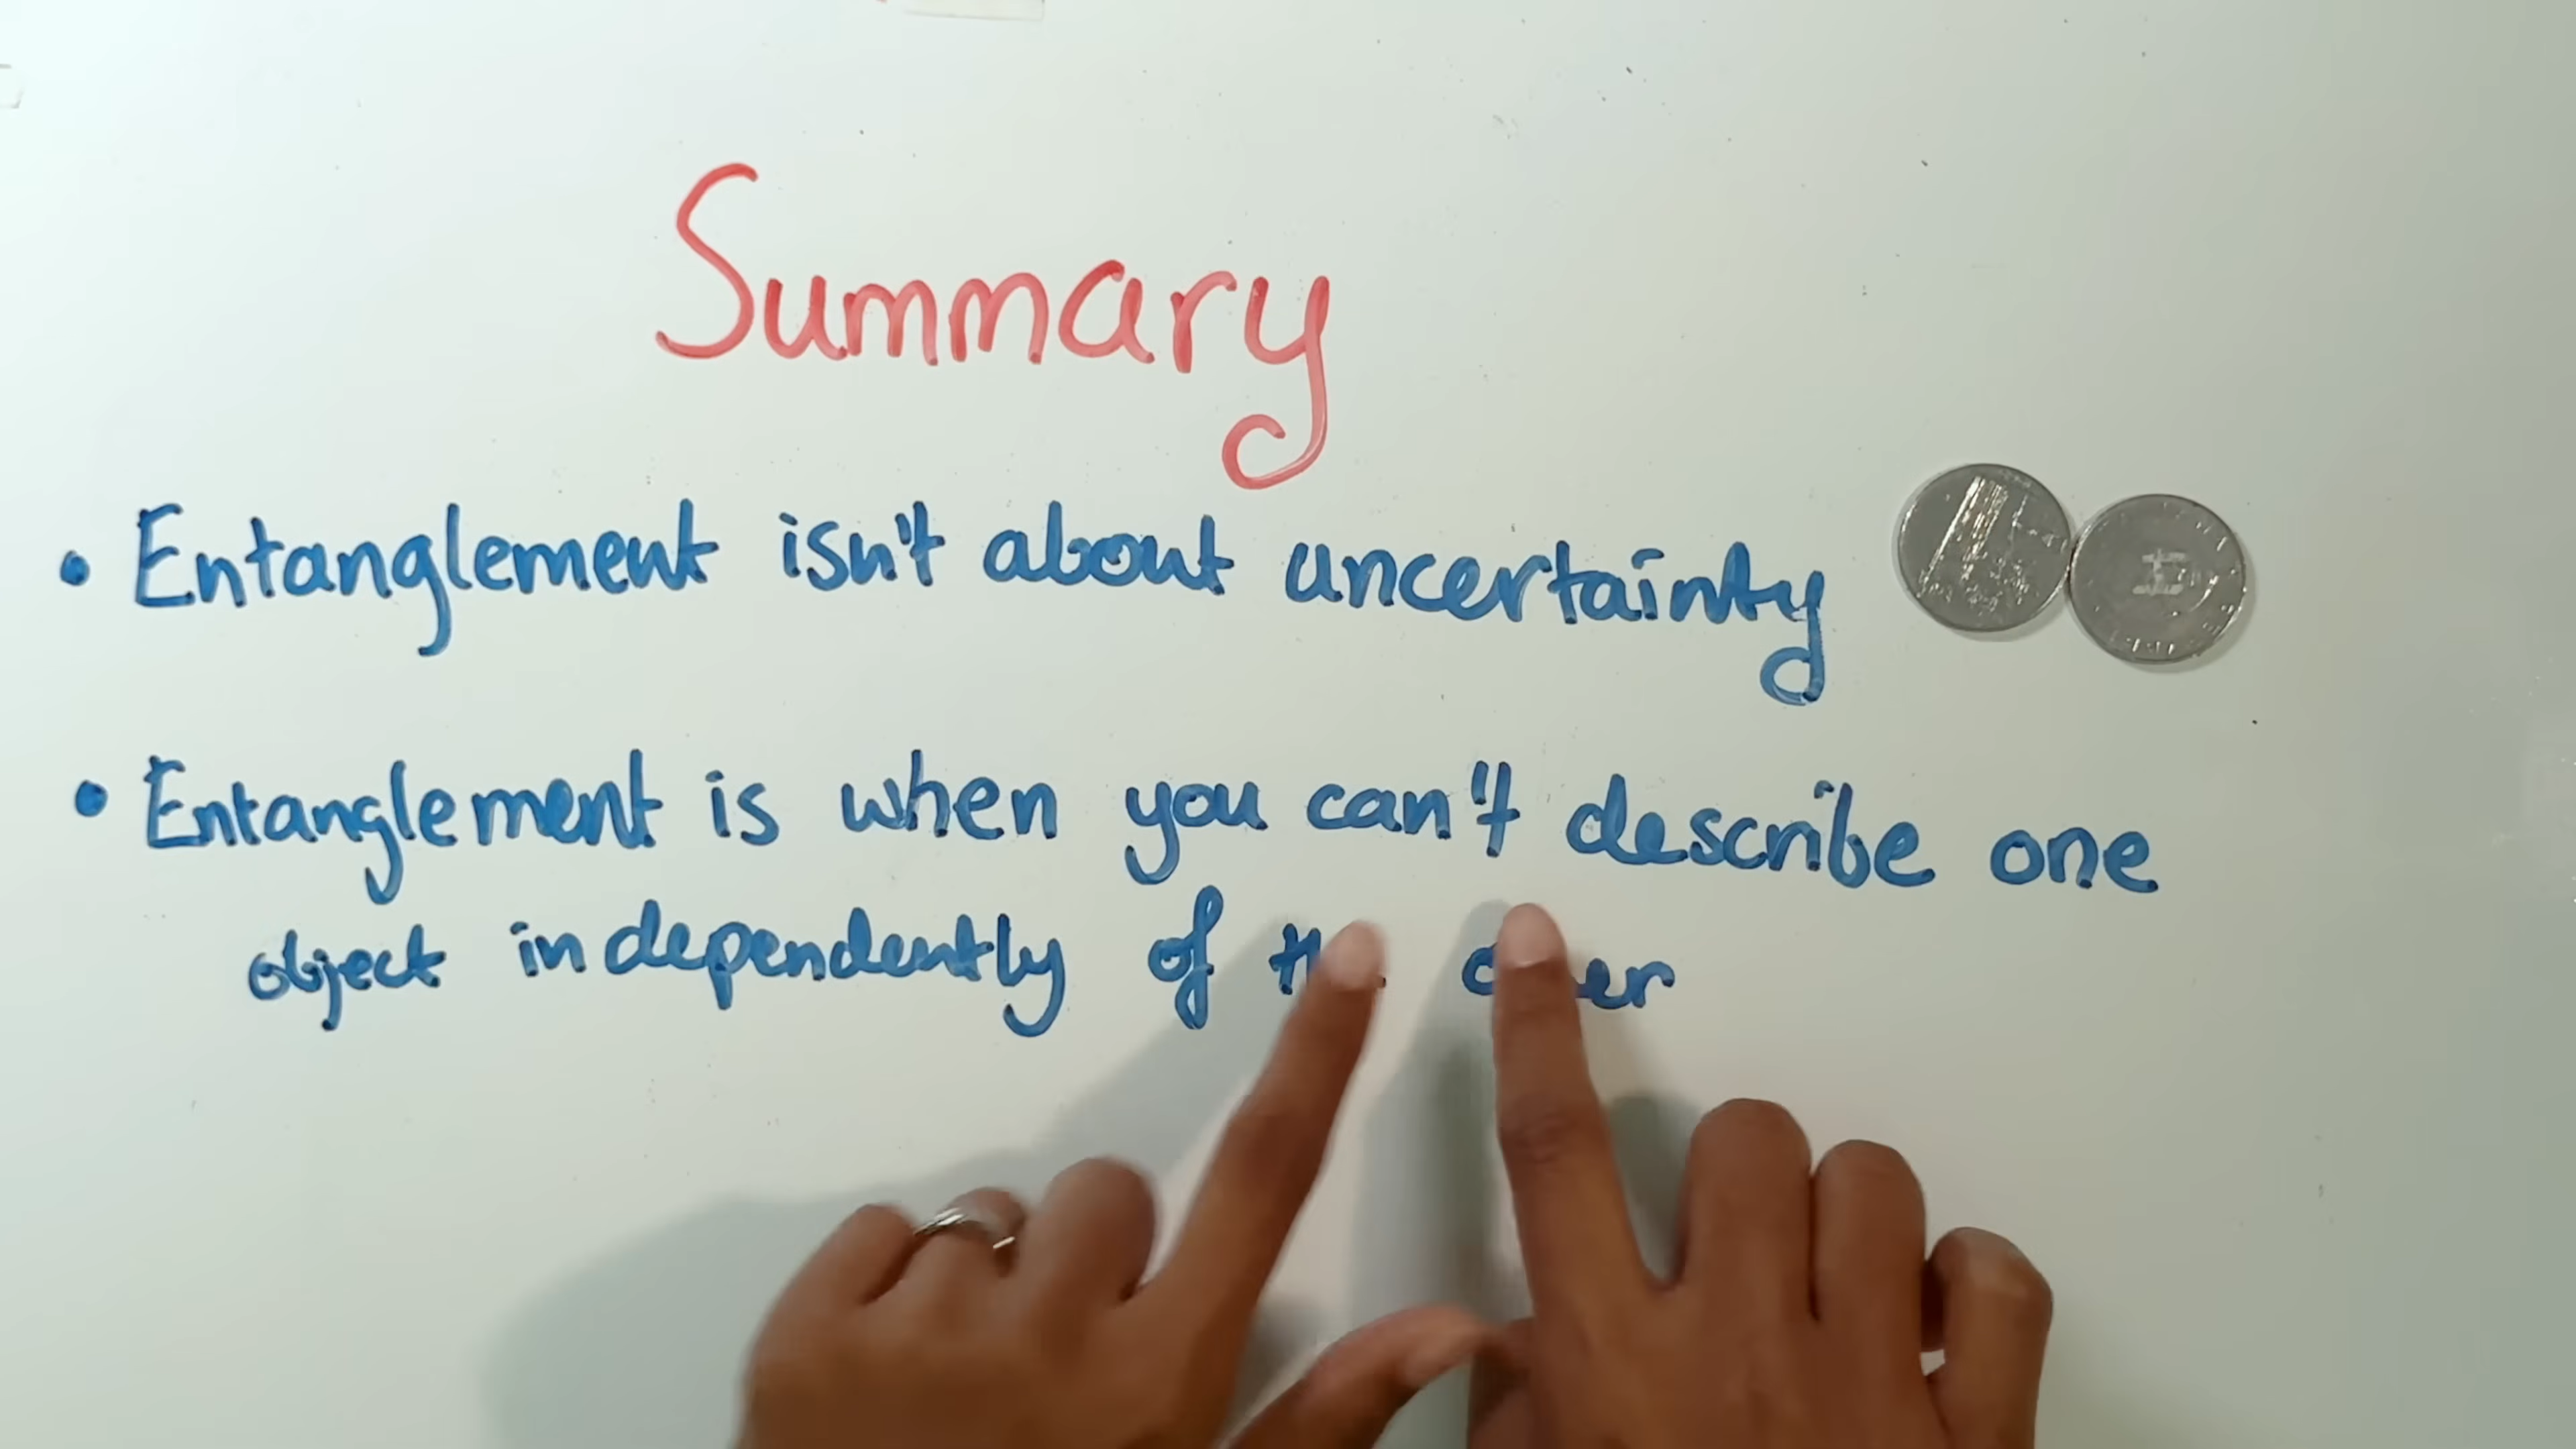 Summary
• Entanglement isn't about uncertainty
• Entanglement is when you can't describe one
object independently of